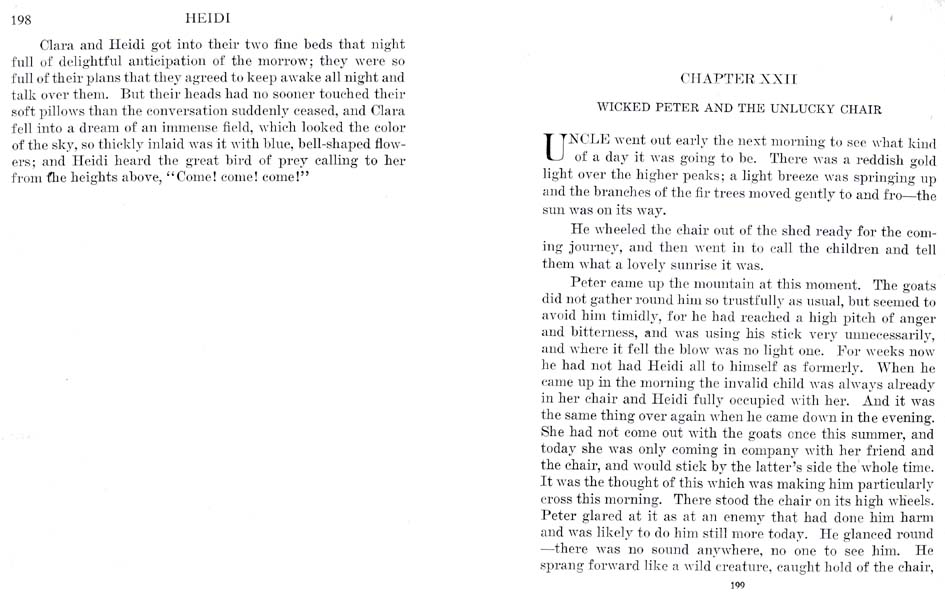 198
HEIDI
Clara and Heidi got into their two fine beds that night
full of delightful anticipation of the morrow; they were so
full of their plans that they agreed to keep awake all night and
talk over them. But their heads had no sooner touched their
soft pillows than the conversation suddenly ceased, and Clara
fell into a dream of an immense field, which looked the color
of the sky, so thickly inlaid was it with blue, bell-shaped flow-
ers; and Heidi heard the great bird of prey calling to her
from the heights above, "Come! come! come!"
CHAPTER XXII
WICKED PETER AND THE UNLUCKY CHAIR
UNCLE went out early the next morning to see what kind
of a day it was going to be. There was a reddish gold
light over the higher peaks; a light breeze was springing up
and the branches of the fir trees moved gently to and fro—the
sun was on its way.
He wheeled the chair out of the shed ready for the com-
ing journey, and then went in to call the children and tell
them what a lovely sunrise it was.
Peter came up the mountain at this moment. The goats
did not gather round him so trustfully as usual, but seemed to
avoid him timidly, for he had reached a high pitch of anger
and bitterness, and was using his stick very unnecessarily,
and where it fell the blow was no light one. For weeks now
he had not had Heidi all to himself as formerly. When he
came up in the morning the invalid child was always already
in her chair and Heidi fully occupied with her. And it was
the same thing over again when he came down in the evening.
She had not come out with the goats once this summer, and
today she was only coming in company with her friend and
the chair, and would stick by the latter's side the whole time.
It was the thought of this which was making him particularly
cross this morning. There stood the chair on its high wheels.
Peter glared at it as at an enemy that had done him harm
and was likely to do him still more today. He glanced round
—there was no sound anywhere, no one to see him. He
sprang forward like a wild creature, caught hold of the chair,
199